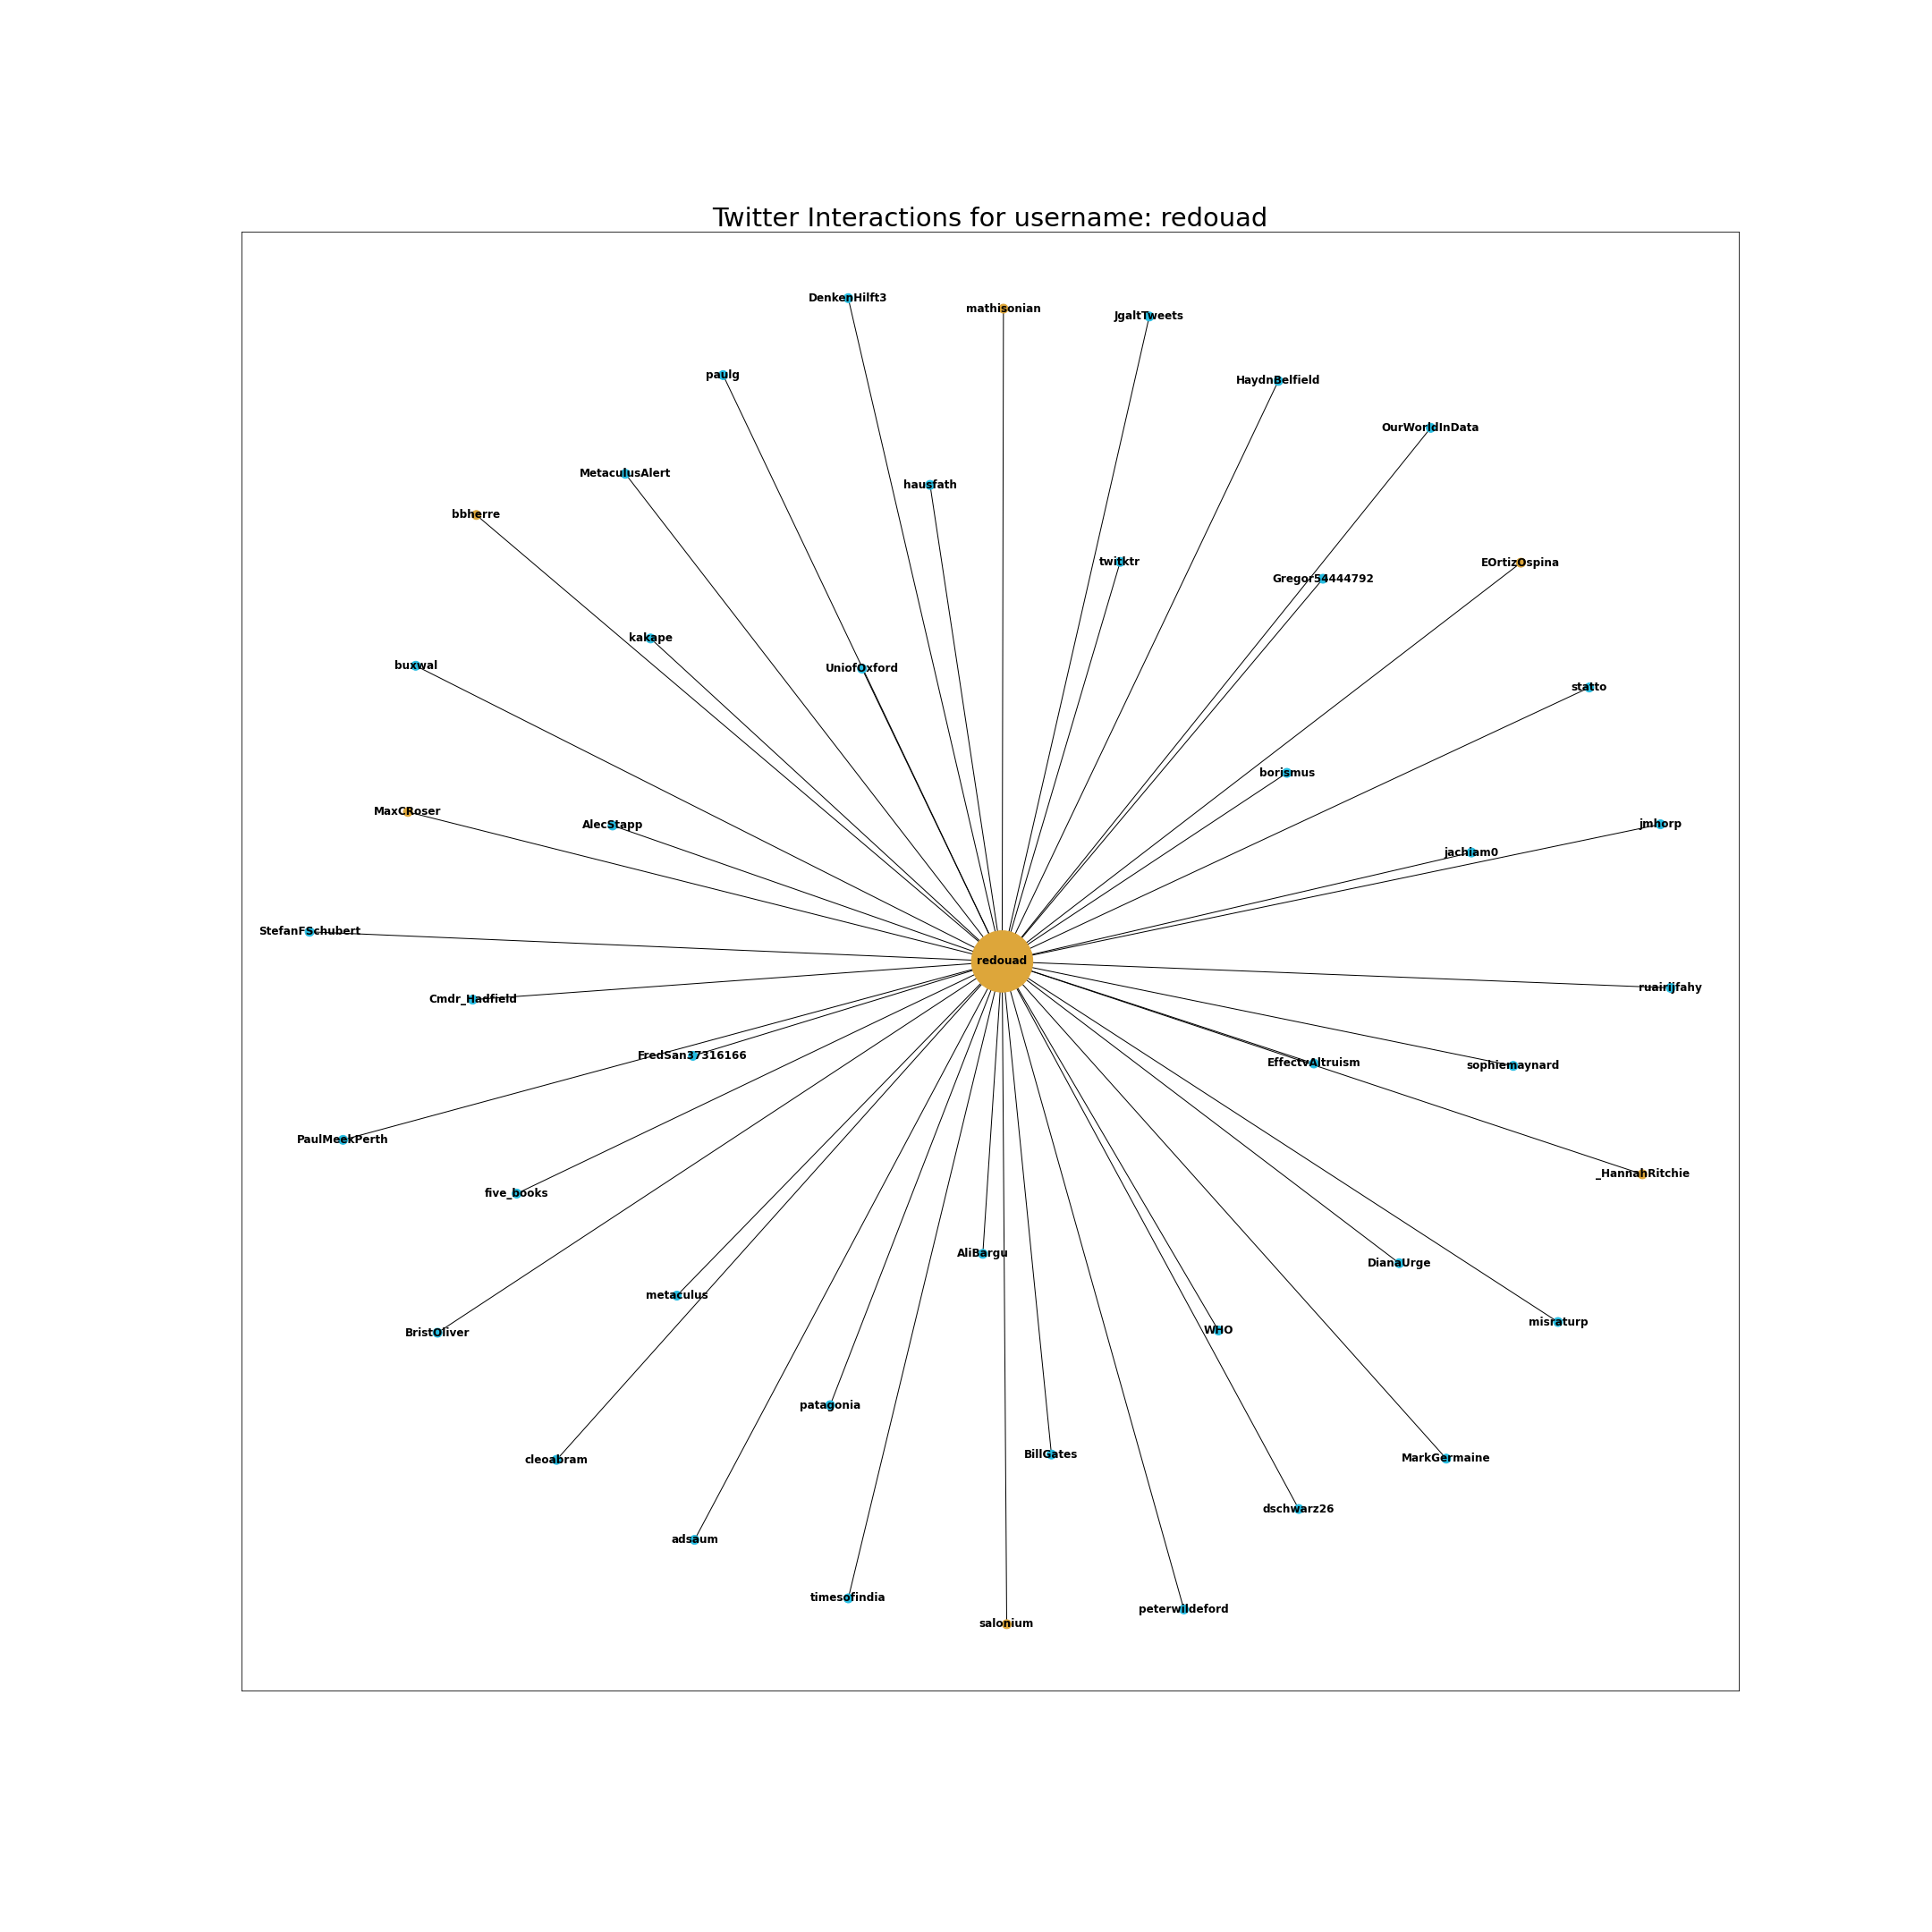 Twitter Interactions for username: redouad
DenkenHilft3
mathisonian
JgaltTweets
paulg
HaydnBelfield
OurWorldInData
MetaculusAlert
hausfath
bbherre
twitktr
EOrtizOspina
Gregor54444792
kakape
buxwal
UniofOxford
statto
borismus
MaxCRoser
AlecStapp
jmhorp
jachiam0
StefanFSchubert
redouad
ruairijfahy
Cmdr_Hadfield
FredSan37316166
EffectvAltruism
sophiemaynard
PaulMeekPerth
_HannahRitchie
five_books
AliBargu
DianaUrge
metaculus
misraturp
WHO
BristOliver
patagonia
BillGates
MarkGermaine
cleoabram
dschwarz26
adsaum
timesofindia
peterwildeford
salonium